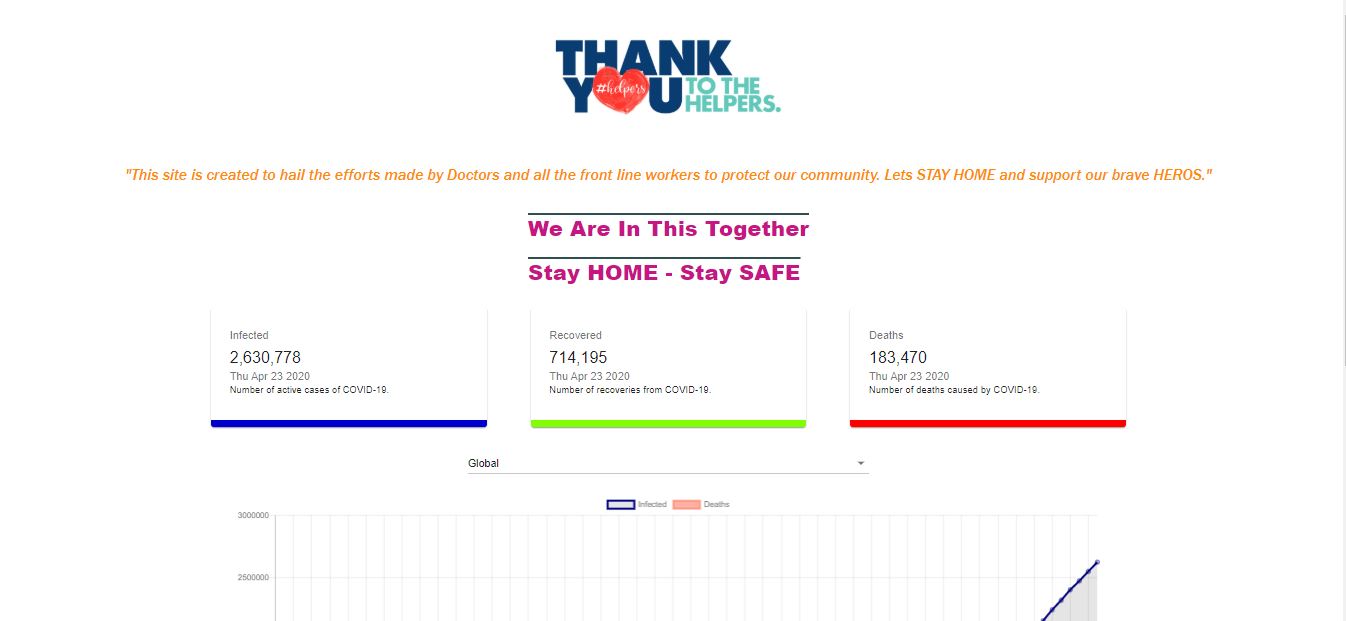 THANK
YOU TO THE
#helpers
HELPERS.
"This site is created to hail the efforts made by Doctors and all the front line workers to protect our community. Lets STAY HOME and support our brave HEROS."
We Are In This Together
Stay HOME - Stay SAFE
Infected
2,630,778
Thu Apr 23 2020
Number of active cases of COVID-19.
Recovered
714,195
Thu Apr 23 2020
Number of recoveries from COVID-19.
Deaths
183,470
Thu Apr 23 2020
Number of deaths caused by COVID-19.
Global
Infected Deaths
3000000
2500000